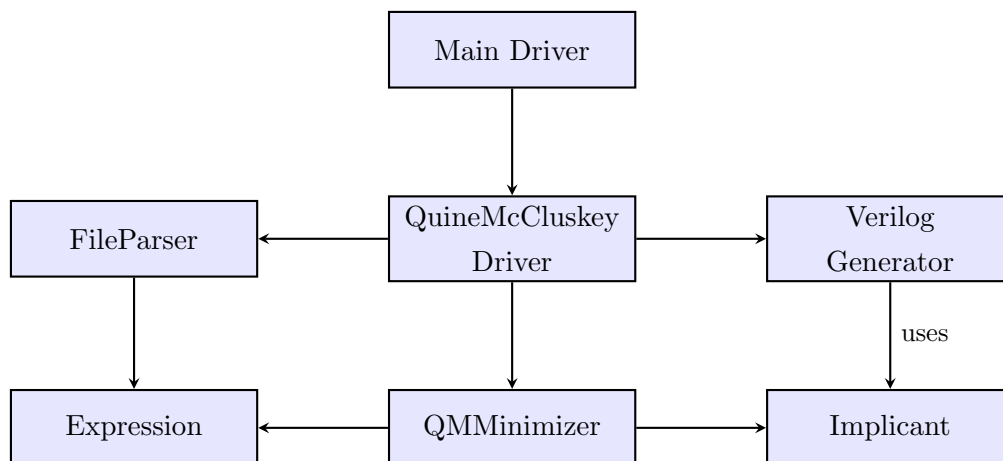 Main Driver
FileParser
QuineMcCluskey
Driver
Verilog
Generator
uses
Expression
QMMinimizer
Implicant